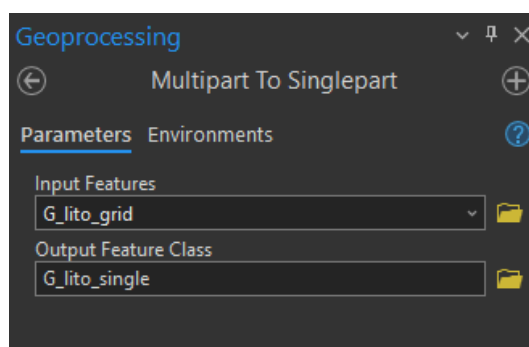 Geoprocessing
Multipart To Singlepart
Parameters Environments
Input Features
G_lito_grid
Output Feature Class
G_lito_single